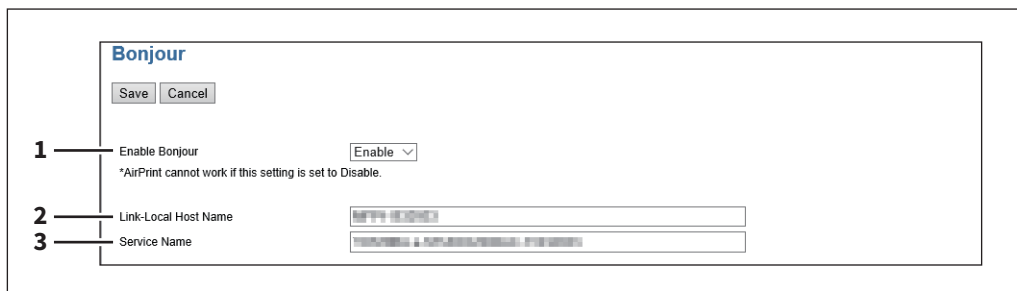 Bonjour
Save Cancel
1 Enable Bonjour Enable
*AirPrint cannot work if this setting is set to Disable.
2 Link-Local Host Name
3 Service Name